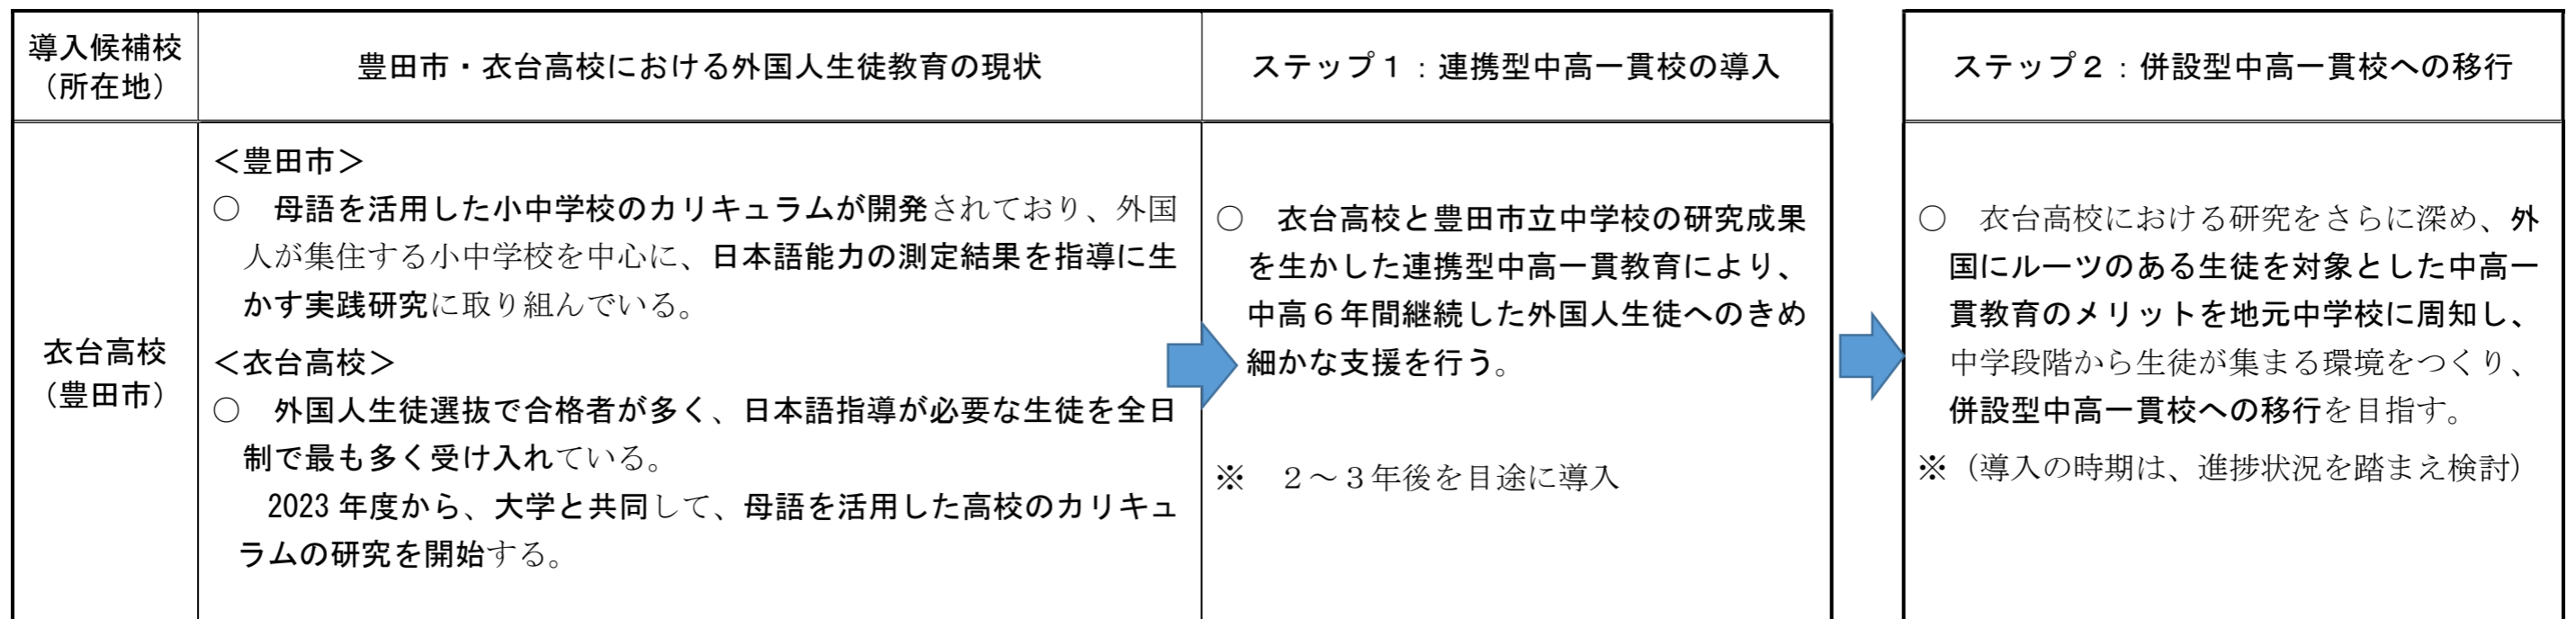 導入候補校
（所在地）
豊田市・衣台高校における外国人生徒教育の現状
ステップ１：連携型中高一貫校の導入
ステップ２：併設型中高一貫校への移行
衣台高校
（豊田市）
＜豊田市＞
○　母語を活用した小中学校のカリキュラムが開発されており、外国
人が集住する小中学校を中心に、日本語能力の測定結果を指導に生
かす実践研究に取り組んでいる。
＜衣台高校＞
○　外国人生徒選抜で合格者が多く、日本語指導が必要な生徒を全日
制で最も多く受け入れている。
2023 年度から、大学と共同して、母語を活用した高校のカリキュ
ラムの研究を開始する。
○　衣台高校と豊田市立中学校の研究成果
を生かした連携型中高一貫教育により、
中高６年間継続した外国人生徒へのきめ
細かな支援を行う。
※　２～３年後を目途に導入
○　衣台高校における研究をさらに深め、外
国にルーツのある生徒を対象とした中高一
貫教育のメリットを地元中学校に周知し、
中学段階から生徒が集まる環境をつくり、
併設型中高一貫校への移行を目指す。
※（導入の時期は、進捗状況を踏まえ検討）